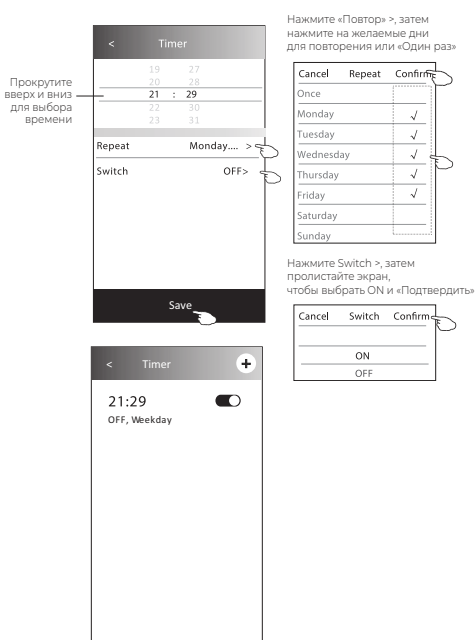 Нажмите «Повтор» >, затем
нажмите на желаемые дни
для повторения или «Один раз»
< Timer
19 27
20 28
21 : 29
22 30
23 31
Прокрутите
вверх и вниз
для выбора
времени
Repeat Monday.... >
Switch OFF>
Save
Cancel Repeat Confirm
Once
Monday √
Tuesday √
Wednesday √
Thursday √
Friday √
Saturday
Sunday
Нажмите Switch >, затем
пролистайте экран,
чтобы выбрать ON и «Подтвердить»
Cancel Switch Confirm
ON
OFF
< Timer +
21:29
OFF, Weekday